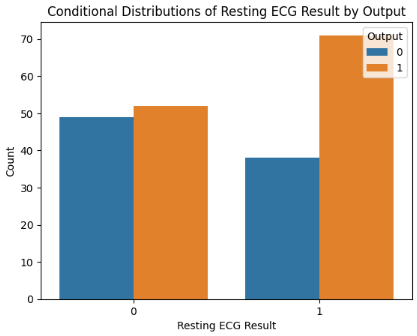 Conditional Distributions of Resting ECG Result by Output
Output
0
1
70
60
50
40
30
20
10
0
Count
0 1
Resting ECG Result